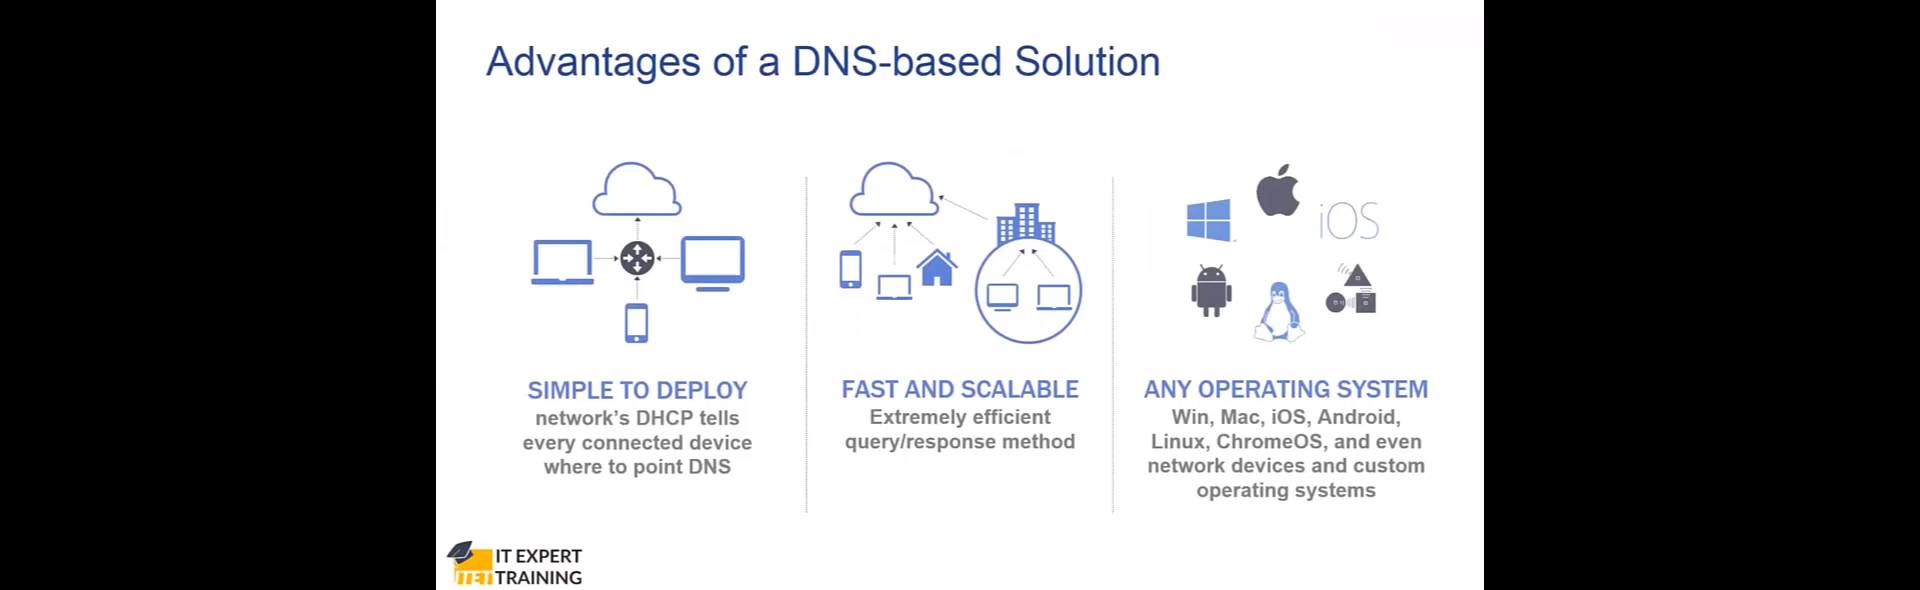 Advantages of a DNS-based Solution
iOS
SIMPLE TO DEPLOY
network's DHCP tells
every connected device
where to point DNS
FAST AND SCALABLE
Extremely efficient
query/response method
ANY OPERATING SYSTEM
Win, Mac, iOS, Android,
Linux, ChromeOS, and even
network devices and custom
operating systems
IT EXPERT
ITET TRAINING